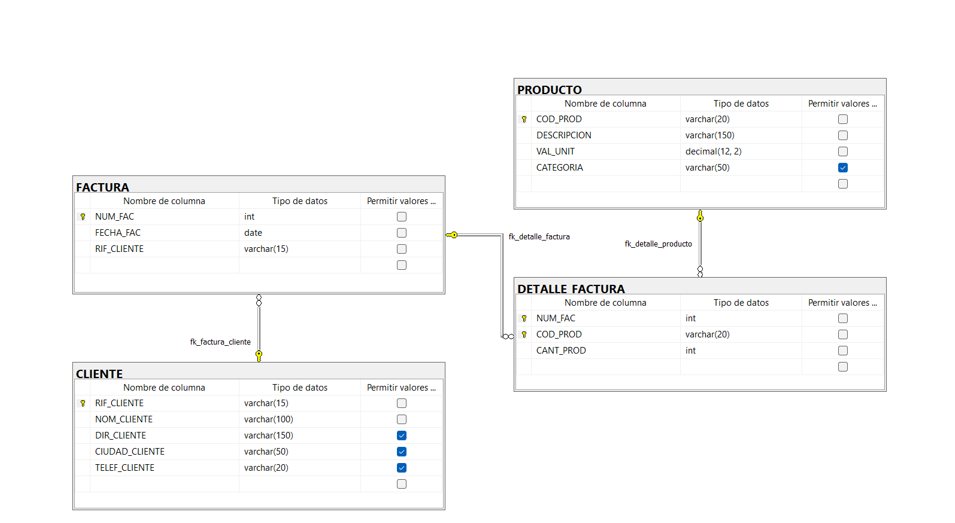 PRODUCTO
Nombre de columna Tipo de datos Permitir valores ...
COD_PROD varchar(20)
DESCRIPCION varchar(150)
VAL_UNIT decimal(12, 2)
CATEGORIA varchar(50)
FACTURA
Nombre de columna Tipo de datos Permitir valores ...
NUM_FAC int
FECHA_FAC date
RIF_CLIENTE varchar(15)
fk_detalle_factura
fk_detalle_producto
DETALLE_FACTURA
Nombre de columna Tipo de datos Permitir valores ...
NUM_FAC int
COD_PROD varchar(20)
CANT_PROD int
fk_factura_cliente
CLIENTE
Nombre de columna Tipo de datos Permitir valores ...
RIF_CLIENTE varchar(15)
NOM_CLIENTE varchar(100)
DIR_CLIENTE varchar(150)
CIUDAD_CLIENTE varchar(50)
TELEF_CLIENTE varchar(20)